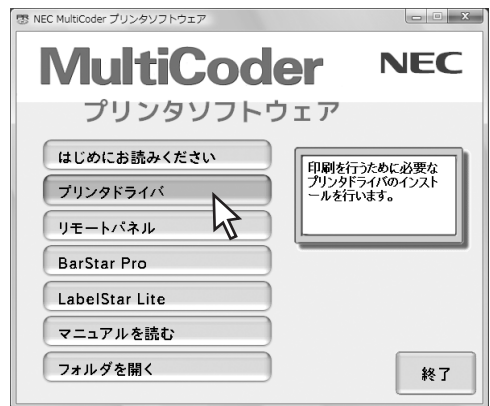 NEC MultiCoder プリンタソフトウェア
MultiCoder NEC
プリンタソフトウェア
はじめにお読みください
プリンタドライバ
リモートパネル
BarStar Pro
LabelStar Lite
マニュアルを読む
フォルダを開く
印刷を行うために必要な
プリンタドライバのインスト
ールを行います。
終了